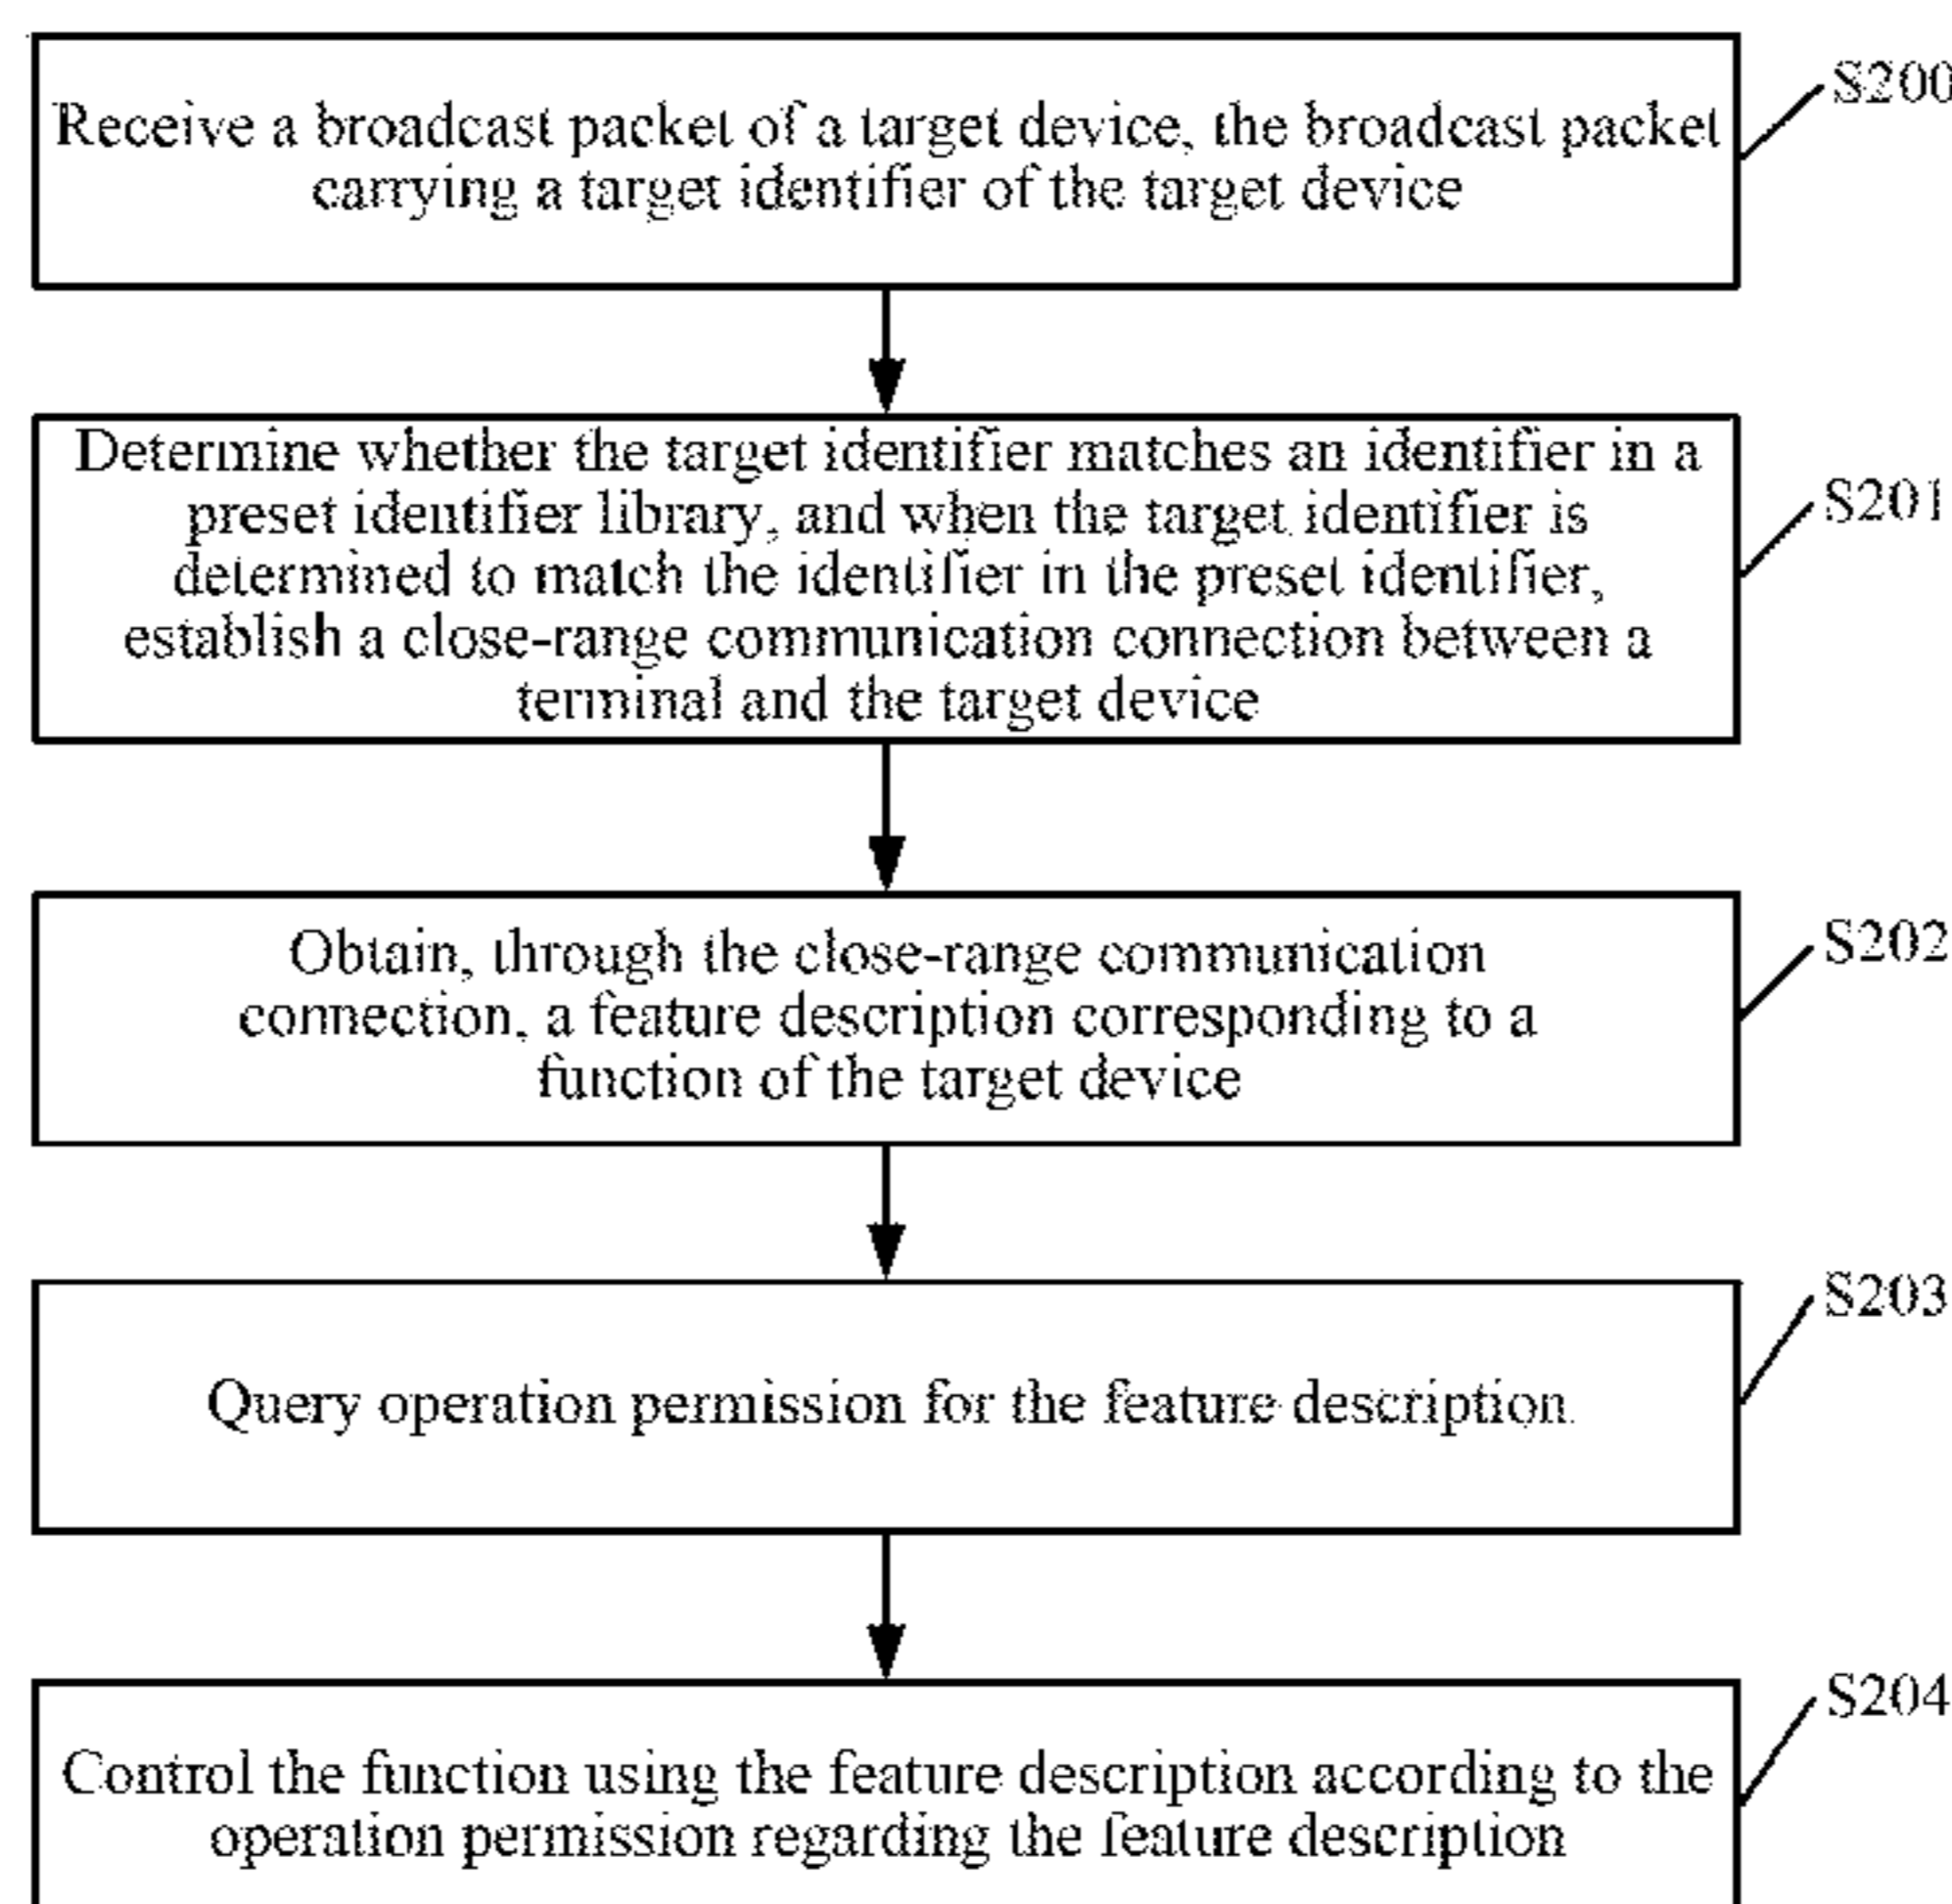 Receive a broadcast packet of a target device, the broadcast packet
carrying a target identifier of the target device
S200
Determine whether the target identifier matches an identifier in a
preset identifier library, and when the target identifier is
determined to match the identifier in the preset identifier,
establish a close-range communication connection between a
terminal and the target device
S201
Obtain, through the close-range communication
connection, a feature description corresponding to a
function of the target device
S202
Query operation permission for the feature description
S203
Control the function using the feature description according to the
operation permission regarding the feature description
S204